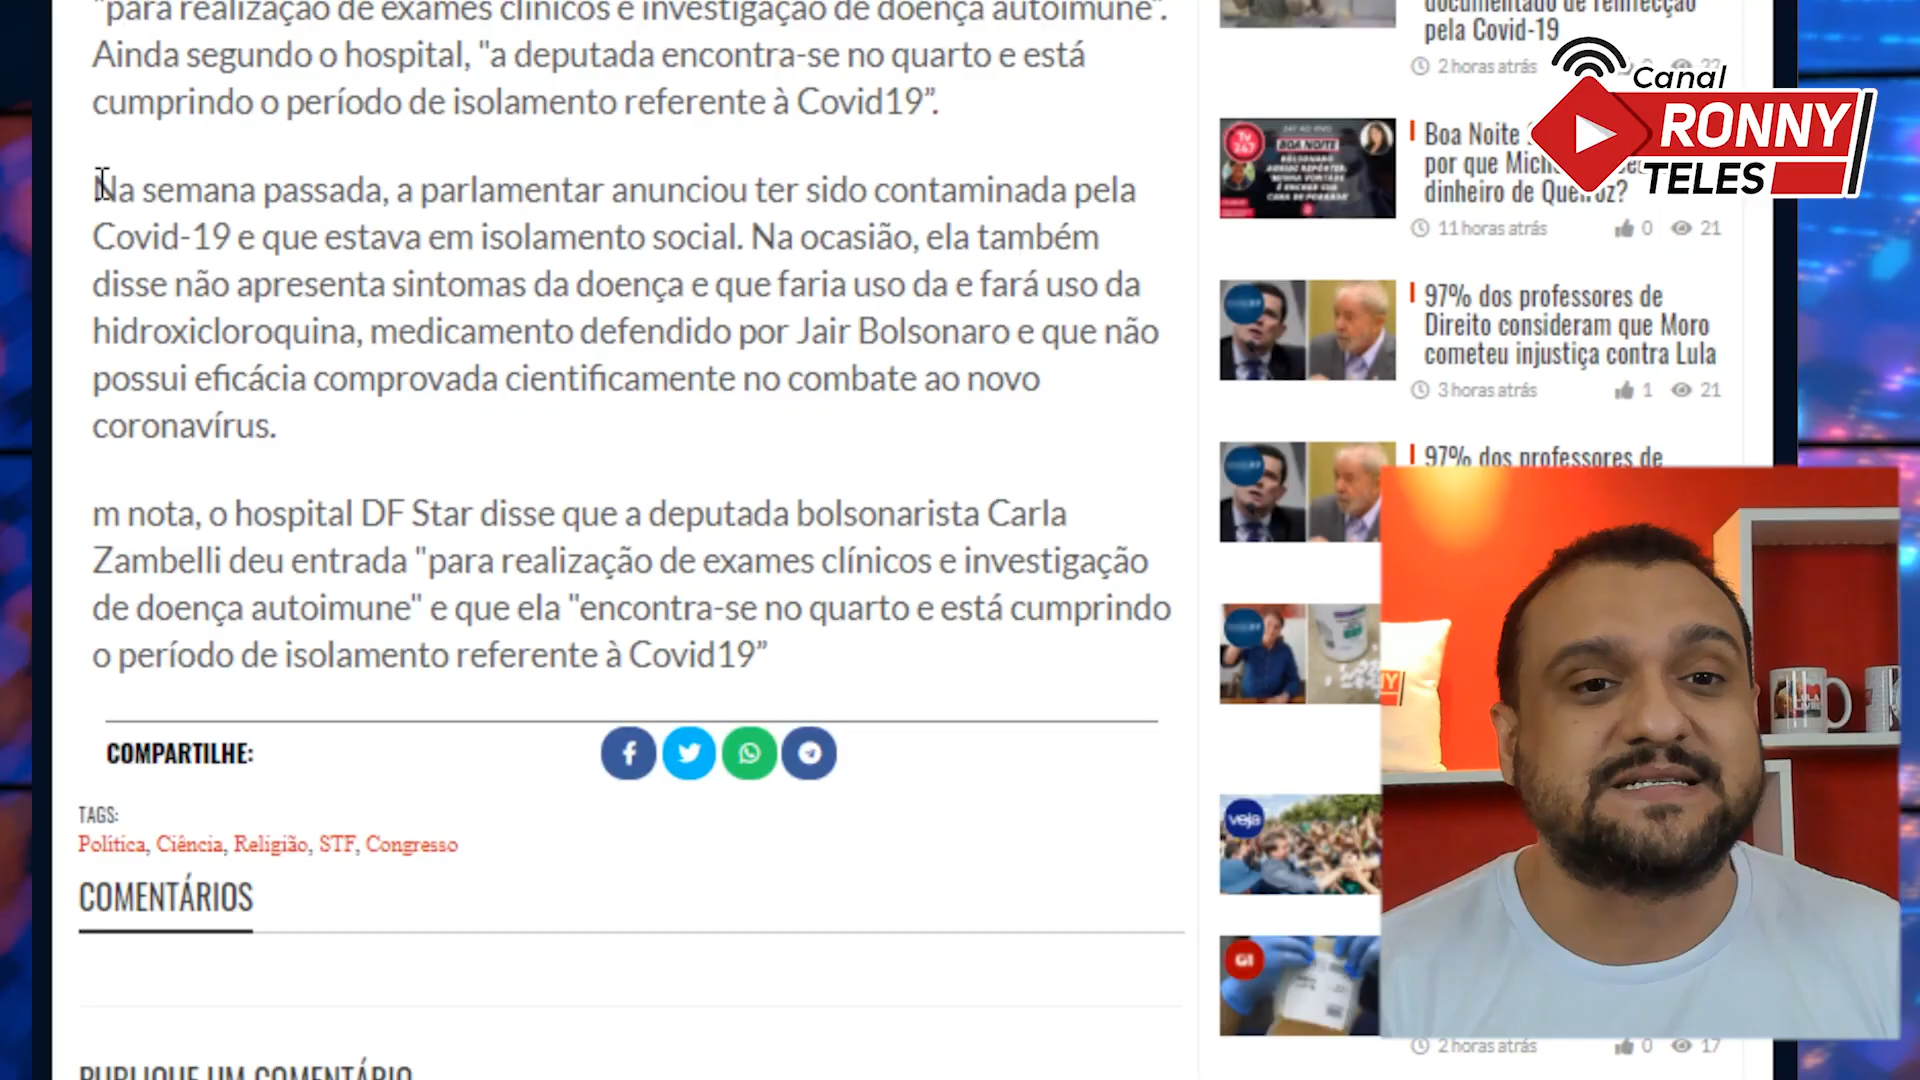 "para realização de exames clínicos e investigação de doença autoimune".
Ainda segundo o hospital, "a deputada encontra-se no quarto e está
cumprindo o período de isolamento referente à Covid19”.
Na semana passada, a parlamentar anunciou ter sido contaminada pela
Covid-19 e que estava em isolamento social. Na ocasião, ela também
disse não apresenta sintomas da doença e que faria uso da e fará uso da
hidroxicloroquina, medicamento defendido por Jair Bolsonaro e que não
possui eficácia comprovada cientificamente no combate ao novo
coronavírus.
m nota, o hospital DF Star disse que a deputada bolsonarista Carla
Zambelli deu entrada "para realização de exames clínicos e investigação
de doença autoimune" e que ela "encontra-se no quarto e está cumprindo
o período de isolamento referente à Covid19”
COMPARTILHE:
TAGS:
Política, Ciência, Religião, STF, Congresso
COMENTÁRIOS
PUBLIQUE UM COMENTÁRIO
documentado de reinfecção
pela Covid-19
2 horas atrás
Canal
RONNY
TELES
TV
247
BOA NOITE
Boa Noite
por que
dinheiro de Queiroz?
11 horas atrás 0 21
97% dos professores de
Direito consideram que Moro
cometeu injustiça contra Lula
3 horas atrás 1 21
97% dos professores de
veja
G1
2 horas atrás 0 17